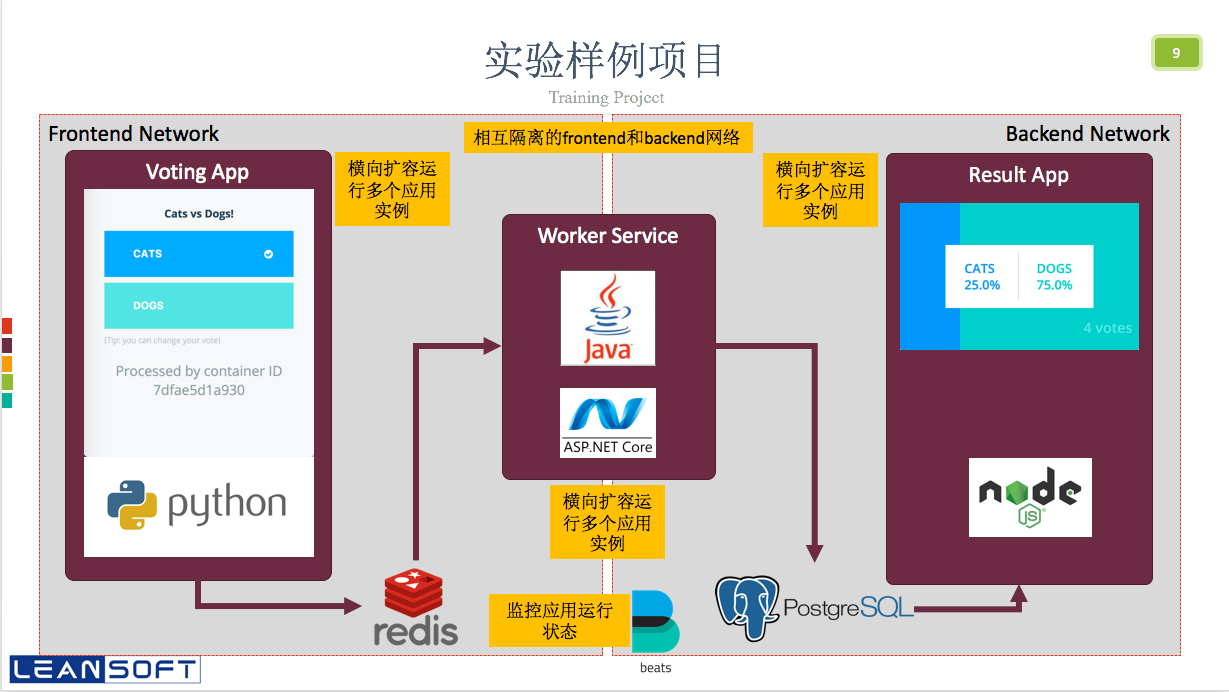 实验样例项目
9
Training Project
Frontend Network
相互隔离的frontend和backend网络
Backend Network
Voting App
Cats vs Dogs!
CATS
DOGS
(Tip: you can change your vote)
Processed by container ID
7dfae5d1a930
python
横向扩容运
行多个应用
实例
Worker Service
Java
ASP.NET Core
横向扩容运
行多个应用
实例
横向扩容运
行多个应用
实例
Result App
CATS
25.0%
DOGS
75.0%
4 votes
node
JS
redis
监控应用运行
状态
beats
PostgreSQL
LEANSOFT